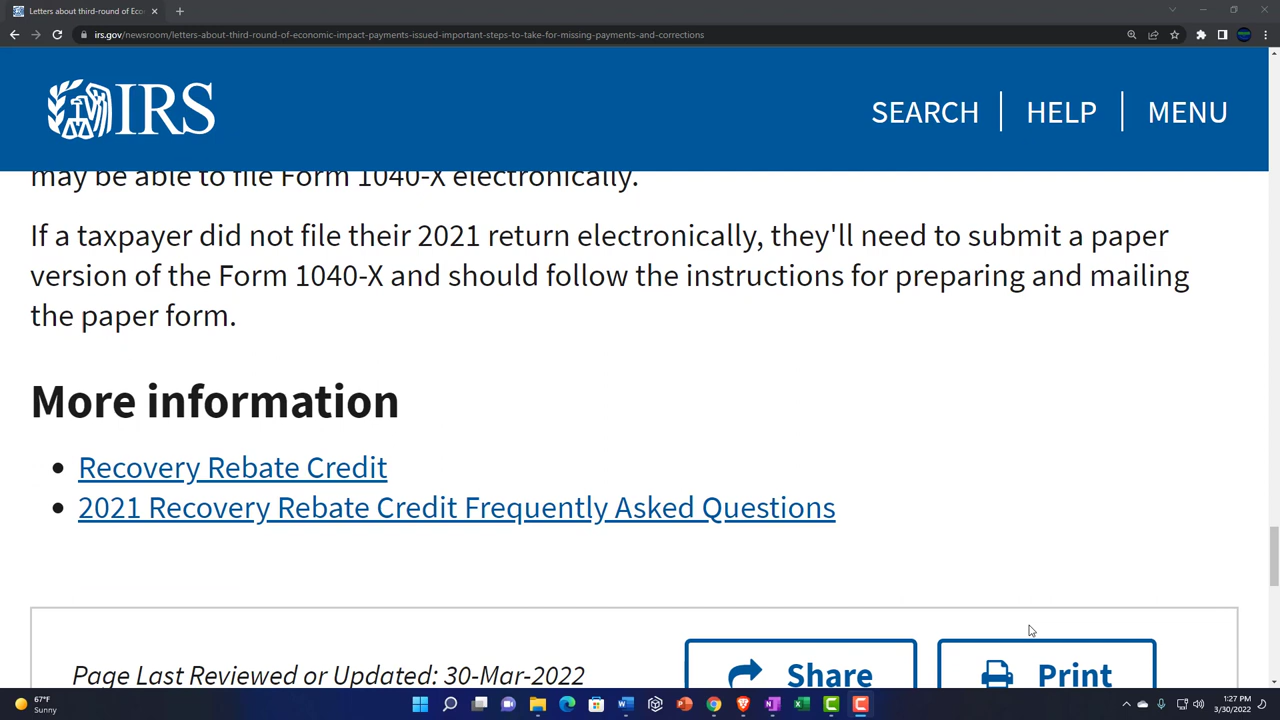 Letters about third-round of Eco
irs.gov/newsroom/letters-about-third-round-of-economic-impact-payments-issued-important-steps-to-take-for-missing-payments-and-corrections
IRS
SEARCH
HELP
MENU
may be able to file Form 1040-X electronically.
If a taxpayer did not file their 2021 return electronically, they'll need to submit a paper
version of the Form 1040-X and should follow the instructions for preparing and mailing
the paper form.
More information
• Recovery Rebate Credit
• 2021 Recovery Rebate Credit Frequently Asked Questions
Page Last Reviewed or Updated: 30-Mar-2022
Share
Print
67°F
Sunny
1:27 PM
3/30/2022